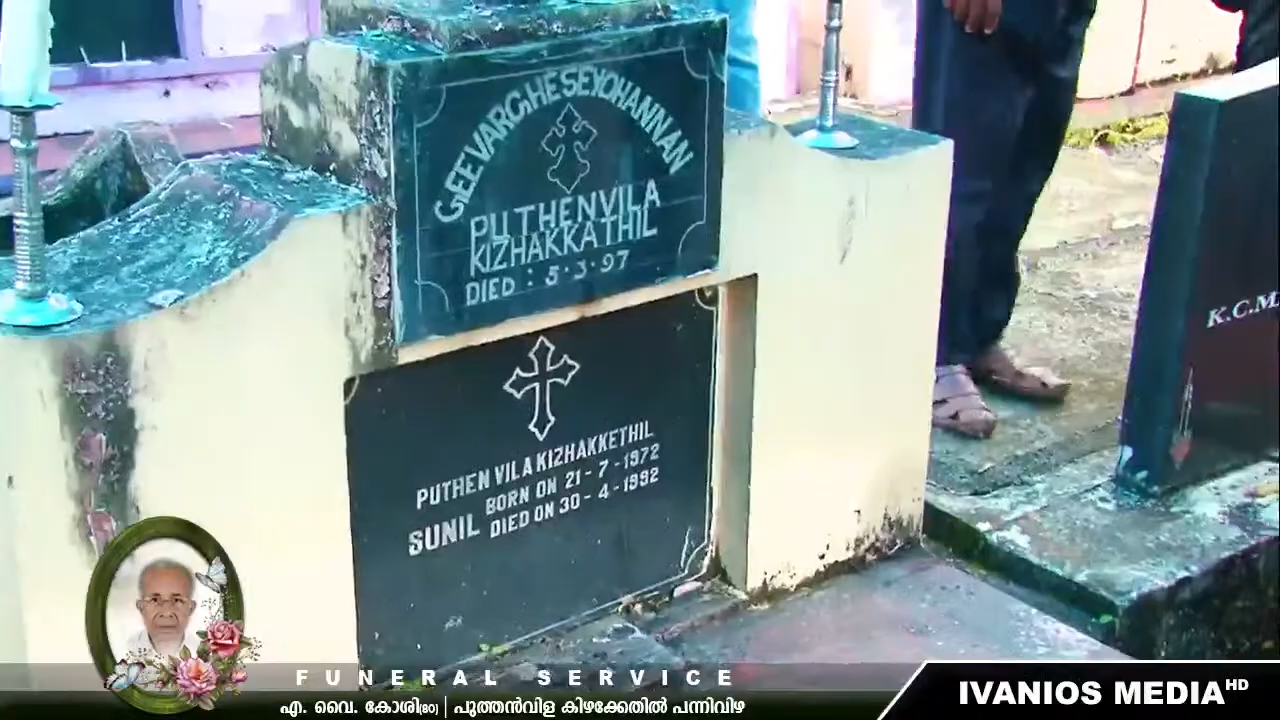 GEEVARGHESE YOHANNAN
PUTHENVILA
KIZHAKKATHIL
DIED : 5.3.97
PUTHEN VILA KIZHAKKETHIL
SUNIL BORN ON 21-7-1972
DIED ON 30-4-1992
K.C.M.
FUNERAL SERVICE
എ. വൈ. കോശി(80) | പുത്തൻവിള കിഴക്കേതിൽ പന്നിവിഴ
IVANIOS MEDIA HD